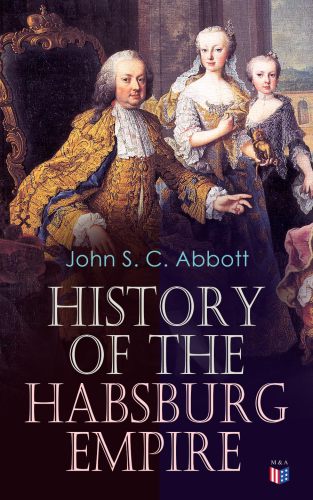 John S. C. Abbott
HISTORY
OF THE
HABSBURG
EMPIRE
M & A